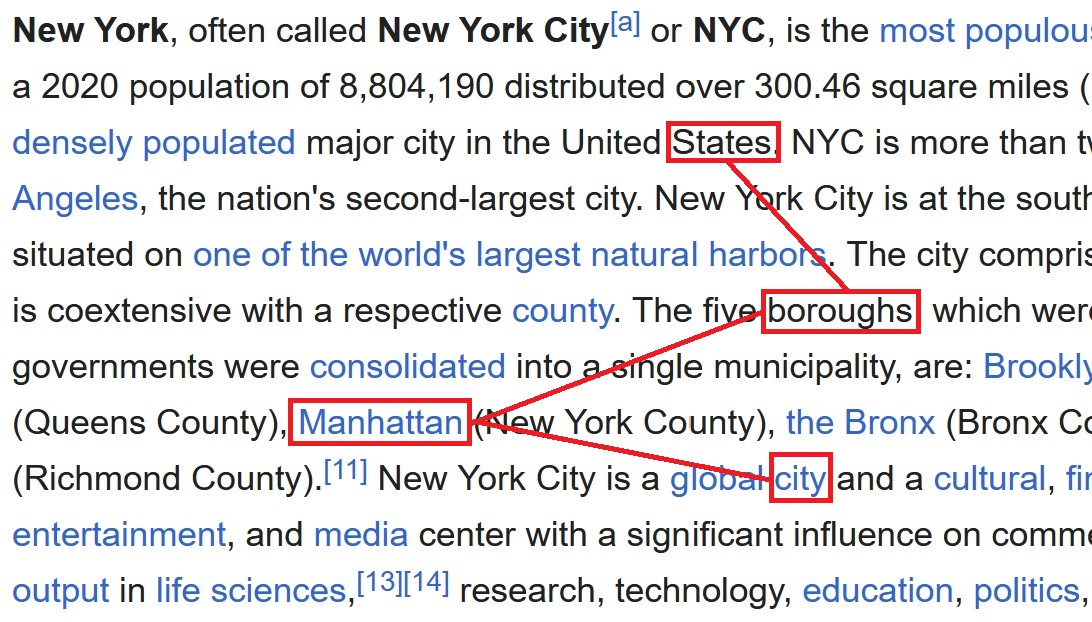 New York, often called New York City[a] or NYC, is the most populou
a 2020 population of 8,804,190 distributed over 300.46 square miles (
densely populated major city in the United States. NYC is more than tw
Angeles, the nation's second-largest city. New York City is at the south
situated on one of the world's largest natural harbors. The city compris
is coextensive with a respective county. The five boroughs which were
governments were consolidated into a single municipality, are: Brookly
(Queens County), Manhattan (New York County), the Bronx (Bronx Co
(Richmond County).[11] New York City is a global city and a cultural, fin
entertainment, and media center with a significant influence on comme
output in life sciences,[13][14] research, technology, education, politics,